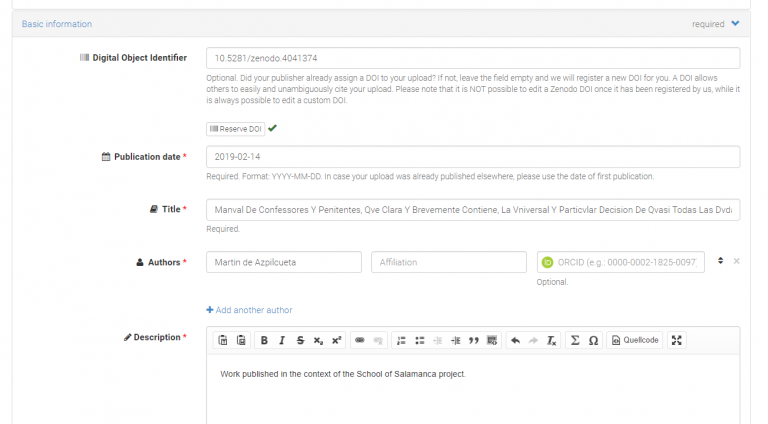 Basic information required
Digital Object Identifier 10.5281/zenodo.4041374
Optional. Did your publisher already assign a DOI to your upload? If not, leave the field empty and we will register a new DOI for you. A DOI allows
others to easily and unambiguously cite your upload. Please note that it is NOT possible to edit a Zenodo DOI once it has been registered by us, while it
is always possible to edit a custom DOI.
Reserve DOI
Publication date * 2019-02-14
Required. Format: YYYY-MM-DD. In case your upload was already published elsewhere, please use the date of first publication.
Title * Manval De Confessores Y Penitentes, Qve Clara Y Brevemente Contiene, La Vniversal Y Particvlar Decision De Qvasi Todas Las Dvda
Required.
Authors * Martin de Azpilcueta Affiliation iD ORCID (e.g.: 0000-0002-1825-0097)
Optional.
Add another author
Description * B I S x₂ x² Ix Σ Ω Quellcode
Work published in the context of the School of Salamanca project.